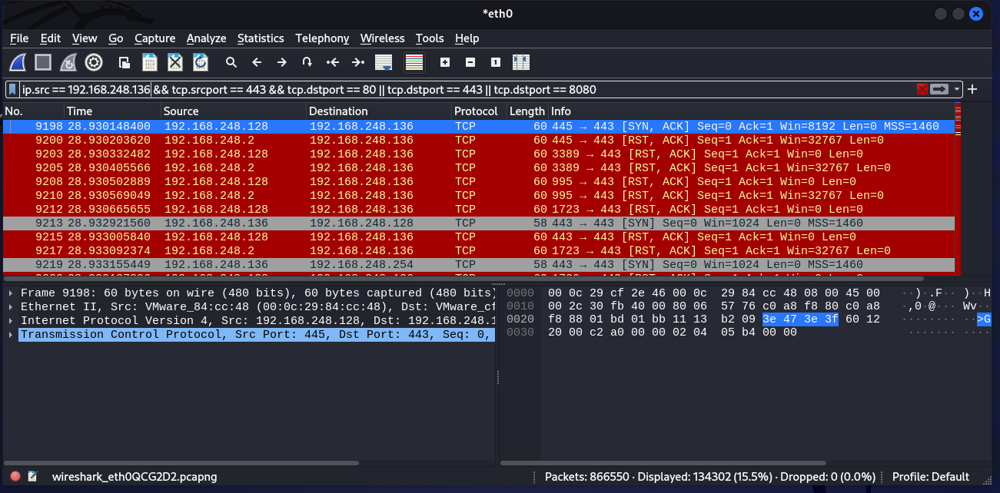 *eth0
File Edit View Go Capture Analyze Statistics Telephony Wireless Tools Help
ip.src == 192.168.248.136 && tcp.srcport == 443 && tcp.dstport == 80 || tcp.dstport == 443 || tcp.dstport == 8080
No. Time Source Destination Protocol Length Info
9198 28.930148400 192.168.248.128 192.168.248.136 TCP 60 445 → 443 [SYN, ACK] Seq=0 Ack=1 Win=8192 Len=0 MSS=1460
9200 28.930203620 192.168.248.2 192.168.248.136 TCP 60 445 → 443 [RST, ACK] Seq=1 Ack=1 Win=32767 Len=0
9203 28.930332482 192.168.248.128 192.168.248.136 TCP 60 3389 → 443 [RST, ACK] Seq=1 Ack=1 Win=0 Len=0
9205 28.930405566 192.168.248.2 192.168.248.136 TCP 60 3389 → 443 [RST, ACK] Seq=1 Ack=1 Win=32767 Len=0
9208 28.930502889 192.168.248.128 192.168.248.136 TCP 60 995 → 443 [RST, ACK] Seq=1 Ack=1 Win=0 Len=0
9210 28.930569049 192.168.248.2 192.168.248.136 TCP 60 995 → 443 [RST, ACK] Seq=1 Ack=1 Win=32767 Len=0
9212 28.930665655 192.168.248.128 192.168.248.136 TCP 60 1723 → 443 [RST, ACK] Seq=1 Ack=1 Win=0 Len=0
9213 28.932921560 192.168.248.136 192.168.248.128 TCP 58 443 → 443 [SYN] Seq=0 Win=1024 Len=0 MSS=1460
9215 28.933005840 192.168.248.128 192.168.248.136 TCP 60 443 → 443 [RST, ACK] Seq=1 Ack=1 Win=0 Len=0
9217 28.933092374 192.168.248.2 192.168.248.136 TCP 60 1723 → 443 [RST, ACK] Seq=1 Ack=1 Win=32767 Len=0
9219 28.933155449 192.168.248.136 192.168.248.254 TCP 58 443 → 443 [SYN] Seq=0 Win=1024 Len=0 MSS=1460
Frame 9198: 60 bytes on wire (480 bits), 60 bytes captured (480 bits)
Ethernet II, Src: VMware_84:cc:48 (00:0c:29:84:cc:48), Dst: VMware_cf
Internet Protocol Version 4, Src: 192.168.248.128, Dst: 192.168.248.1
Transmission Control Protocol, Src Port: 445, Dst Port: 443, Seq: 0,
0000 00 0c 29 cf 2e 46 00 0c 29 84 cc 48 08 00 45 00 ··)·.F·· )··H
0010 00 2c 30 fb 40 00 80 06 57 76 c0 a8 f8 80 c0 a8 ·,0·@··· Wv··
0020 f8 88 01 bd 01 bb 11 13 b2 09 3e 47 3e 3f 60 12 ········ ··>G
0030 20 00 c2 a0 00 00 02 04 05 b4 00 00 ······· ····
wireshark_eth0QCG2D2.pcapng
Packets: 866550 · Displayed: 134302 (15.5%) · Dropped: 0 (0.0%)
Profile: Default